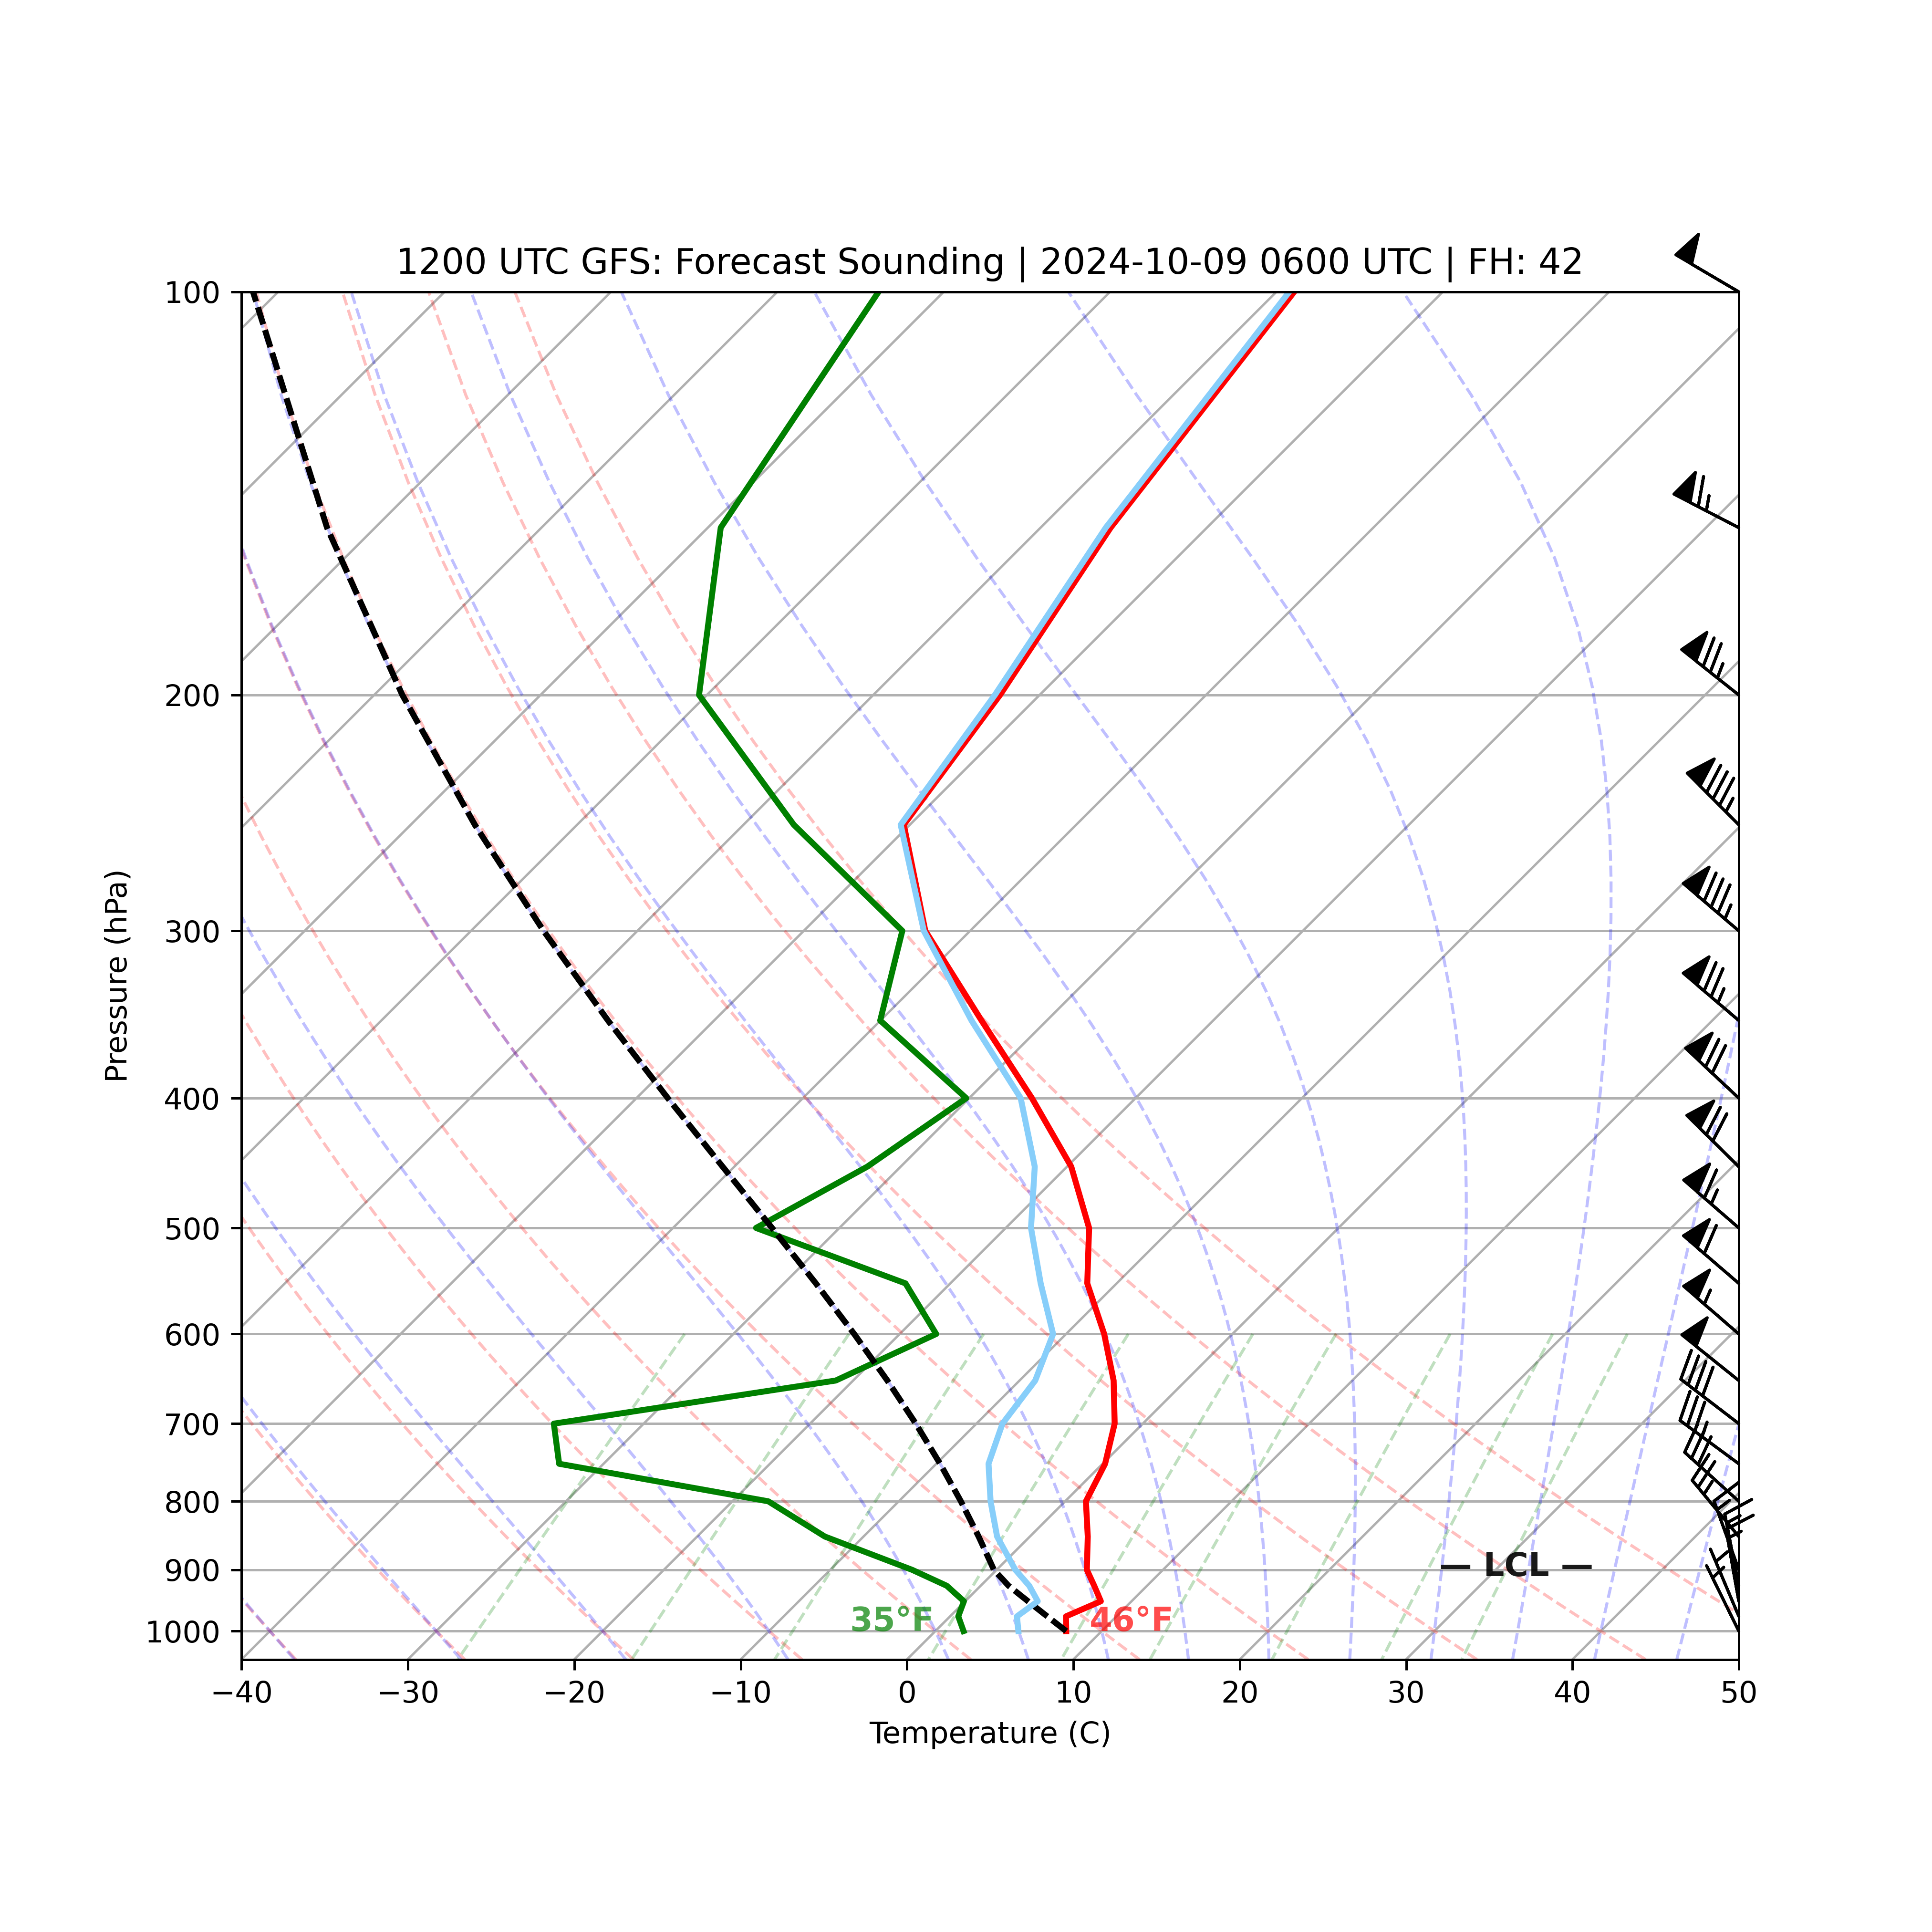 1200 UTC GFS: Forecast Sounding | 2024-10-09 0600 UTC | FH: 42
100
200
300
400
500
600
700
800
900
1000
Pressure (hPa)
— LCL —
35°F
46°F
−40 −30 −20 −10 0 10 20 30 40 50
Temperature (C)